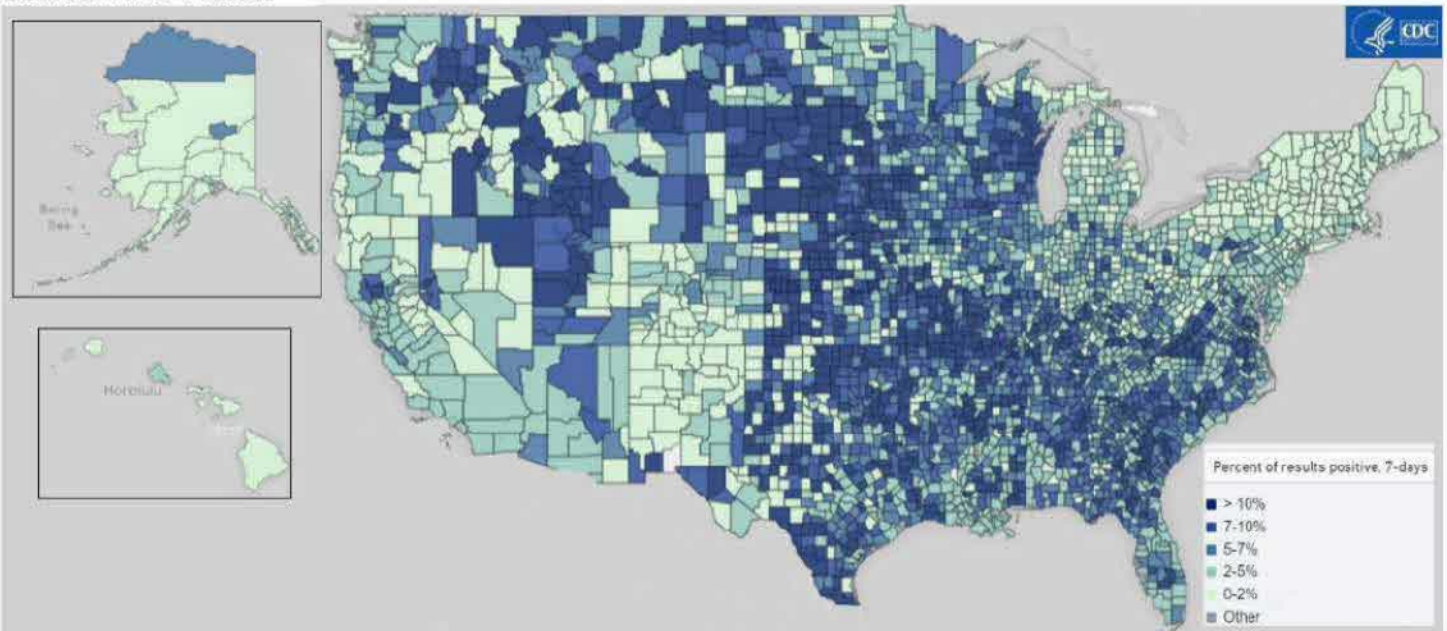 CDC
Bering
Sea
Honolulu
Percent of results positive, 7-days
> 10%
7-10%
5-7%
2-5%
0-2%
Other